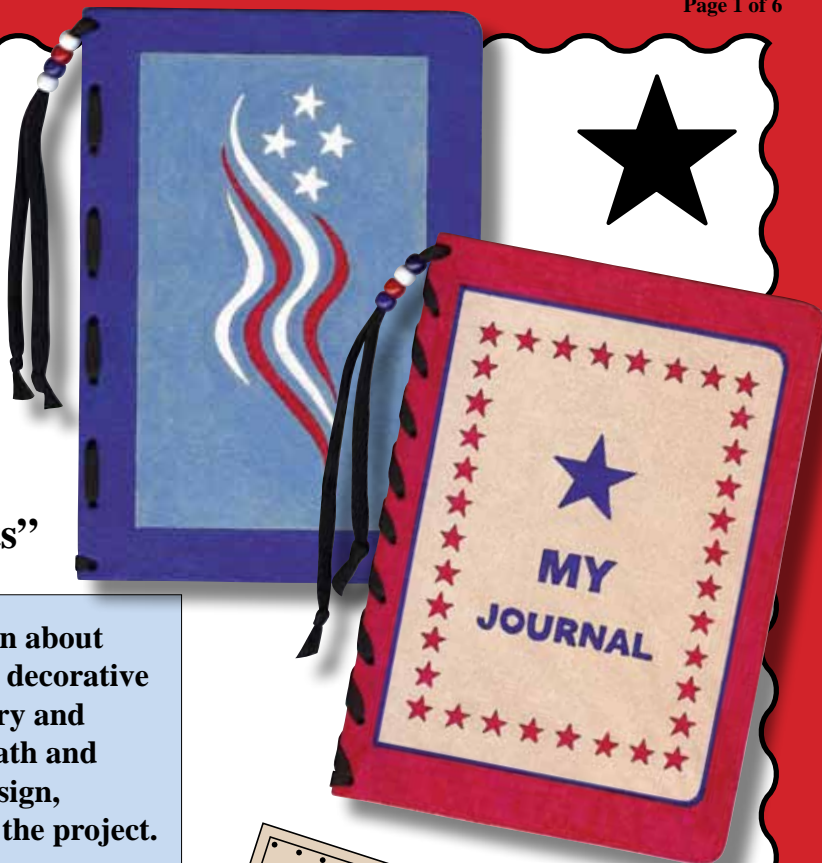 Page 1 of 6
s”
n about
decorative
ry and
ath and
sign,
the project.
MY
JOURNAL